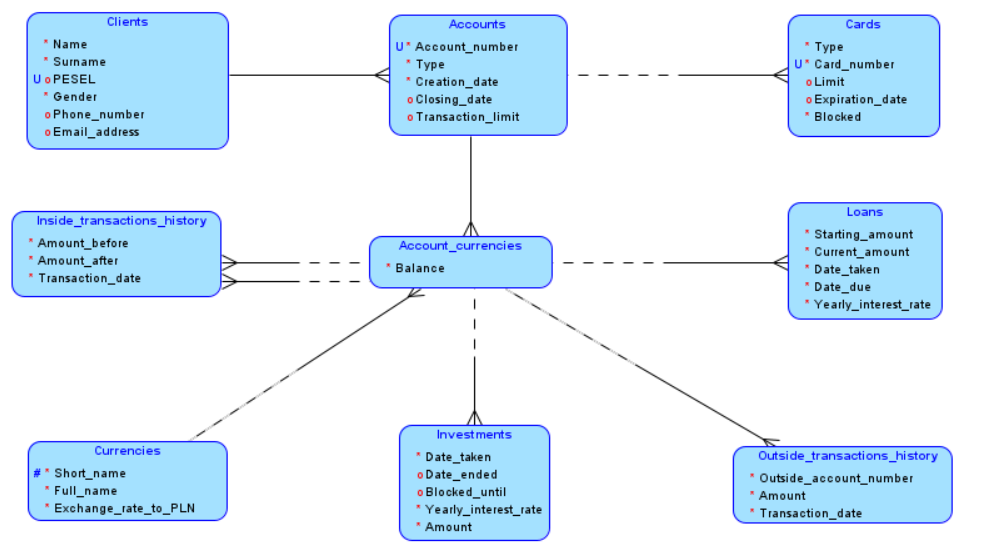 Clients
* Name
* Surname
U o PESEL
* Gender
o Phone_number
o Email_address
Accounts
U * Account_number
* Type
* Creation_date
o Closing_date
o Transaction_limit
Cards
* Type
U * Card_number
o Limit
o Expiration_date
* Blocked
Inside_transactions_history
* Amount_before
* Amount_after
* Transaction_date
Account_currencies
* Balance
Loans
* Starting_amount
* Current_amount
* Date_taken
* Date_due
* Yearly_interest_rate
Currencies
# * Short_name
* Full_name
* Exchange_rate_to_PLN
Investments
* Date_taken
o Date_ended
o Blocked_until
* Yearly_interest_rate
* Amount
Outside_transactions_history
* Outside_account_number
* Amount
* Transaction_date